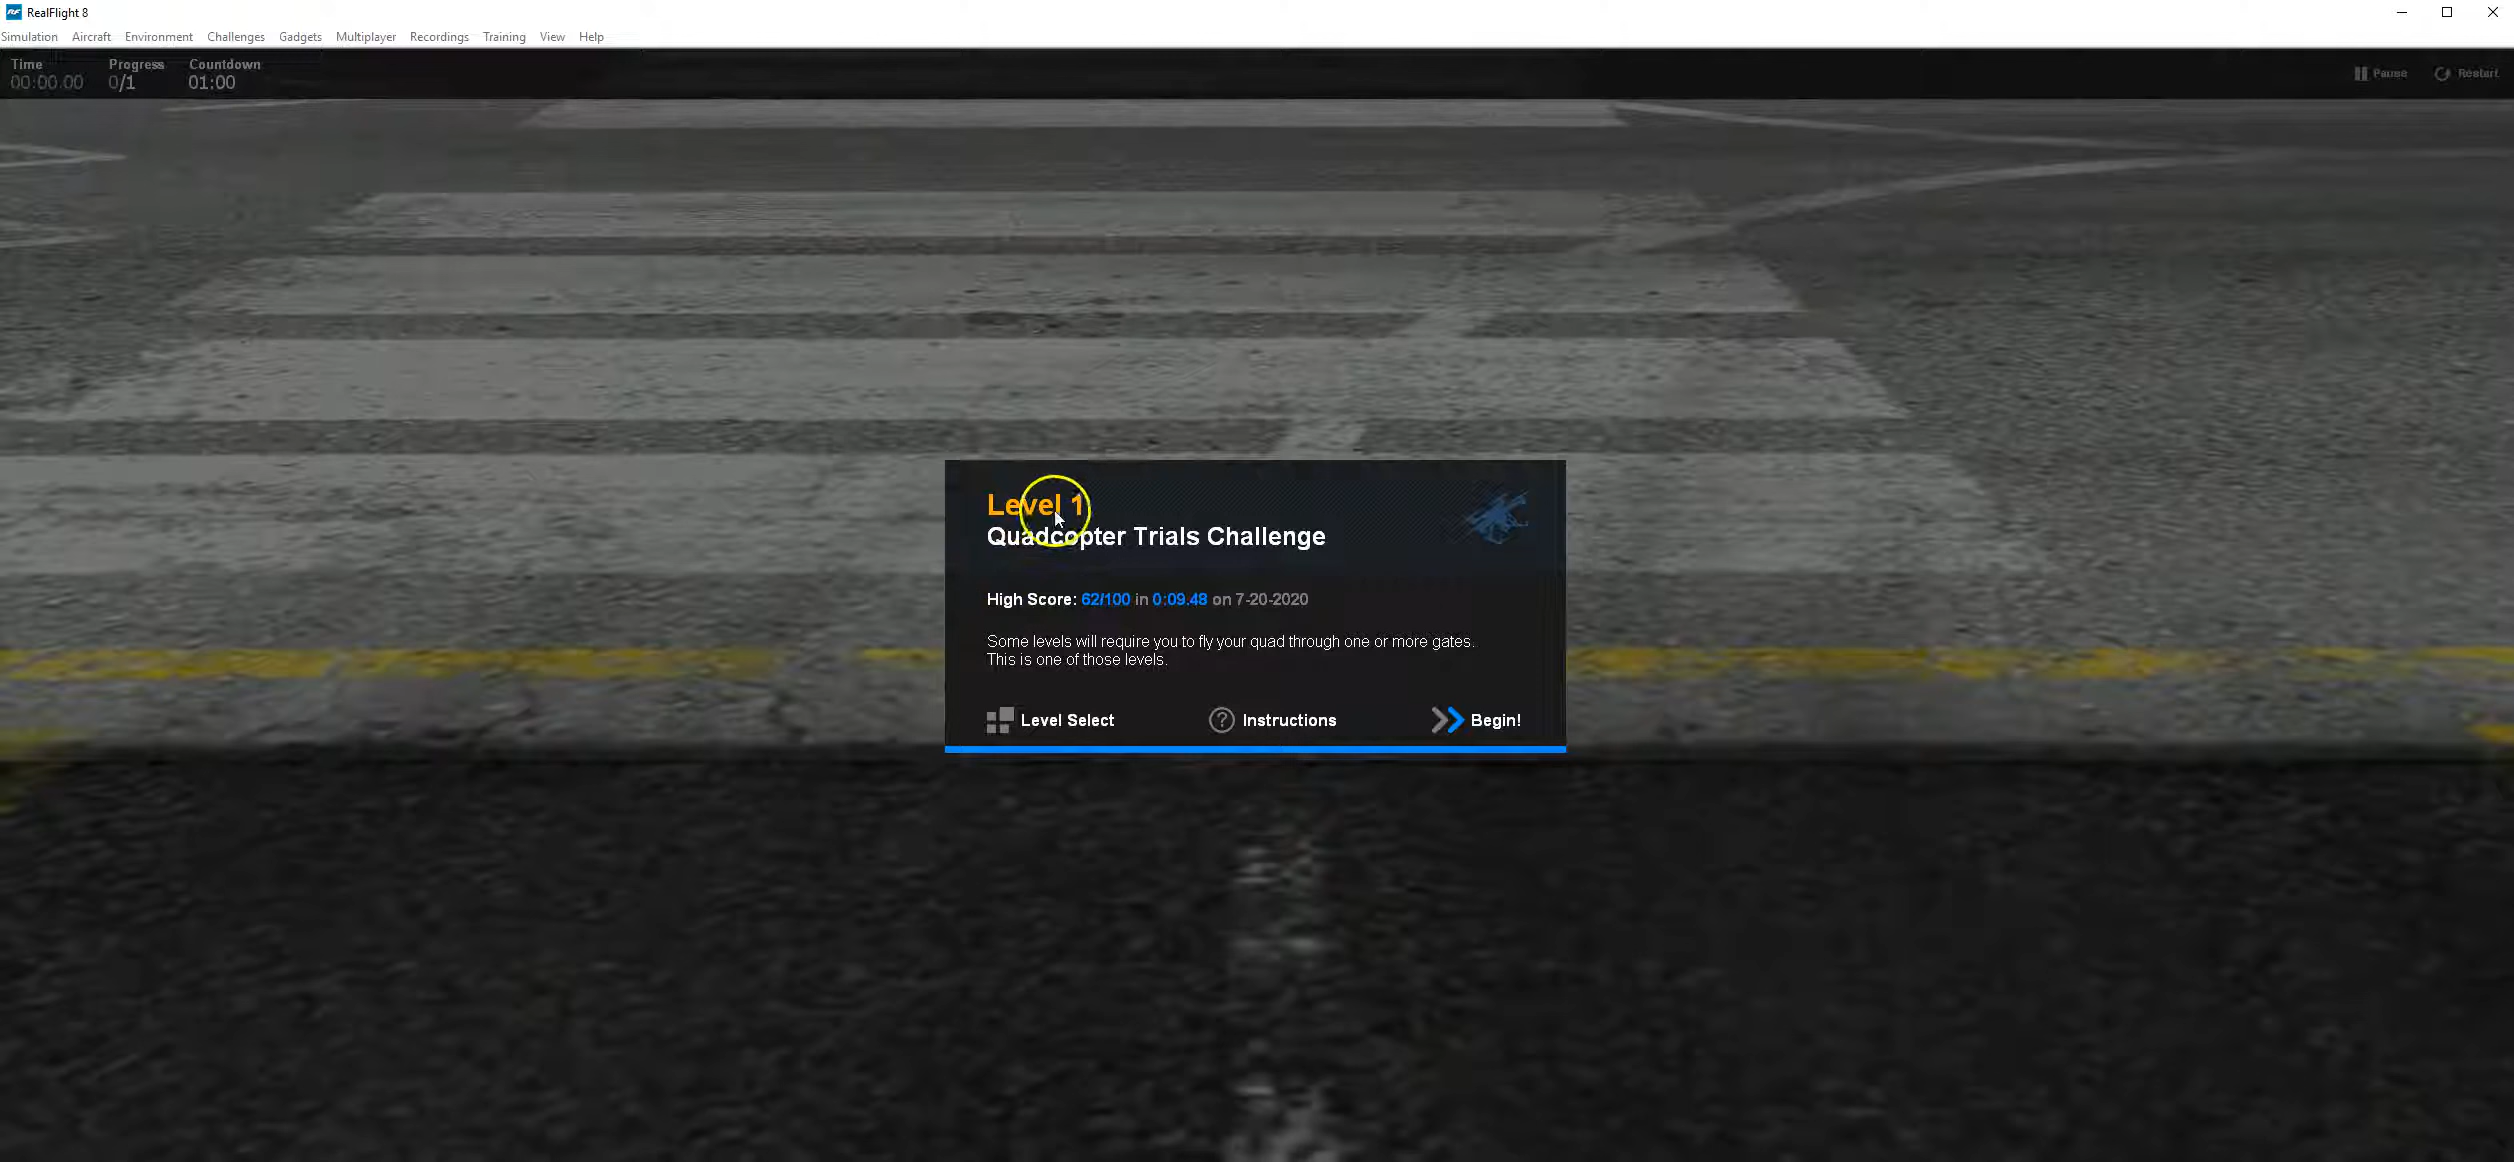 RF RealFlight 8
Simulation Aircraft Environment Challenges Gadgets Multiplayer Recordings Training View Help
Time Progress Countdown
00:00.00 0/1 01:00
Pause Restart
Level 1
Quadcopter Trials Challenge
High Score: 62/100 in 0:09.48 on 7-20-2020
Some levels will require you to fly your quad through one or more gates.
This is one of those levels.
Level Select ? Instructions Begin!